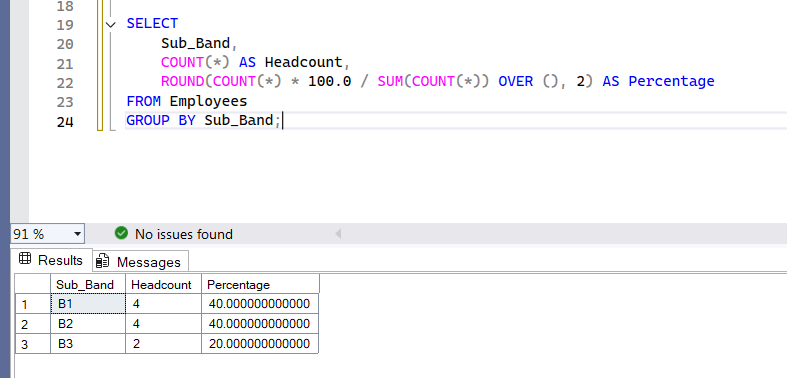 18
19 SELECT
20 Sub_Band,
21 COUNT(*) AS Headcount,
22 ROUND(COUNT(*) * 100.0 / SUM(COUNT(*)) OVER (), 2) AS Percentage
23 FROM Employees
24 GROUP BY Sub_Band;
91 % No issues found
Results Messages
Sub_Band Headcount Percentage
1 B1 4 40.000000000000
2 B2 4 40.000000000000
3 B3 2 20.000000000000